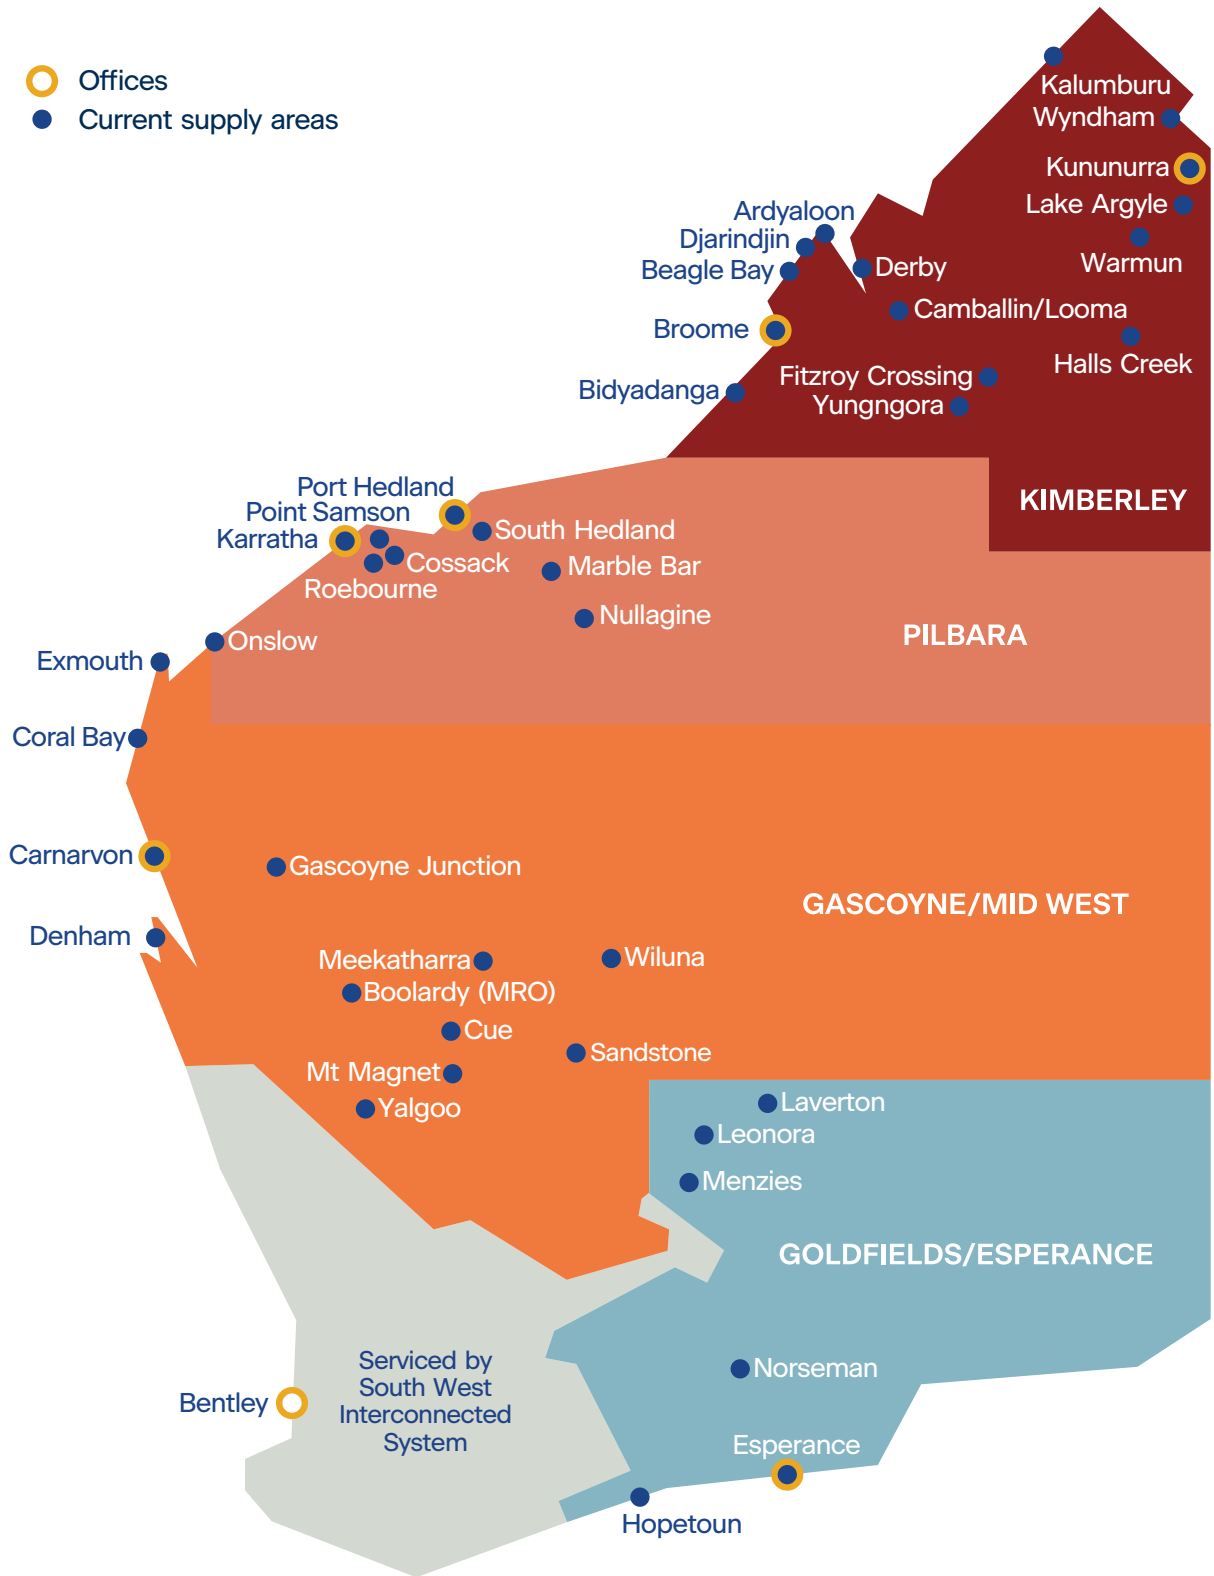 Offices
Current supply areas
Kalumburu
Wyndham
Kununurra
Lake Argyle
Warmun
Ardyaloon
Djarindjin
Beagle Bay
Derby
Camballin/Looma
Broome
Halls Creek
Fitzroy Crossing
Bidyadanga
Yungngora
KIMBERLEY
Port Hedland
Point Samson
Karratha
South Hedland
Cossack
Marble Bar
Roebourne
Nullagine
PILBARA
Onslow
Exmouth
Coral Bay
Carnarvon
Gascoyne Junction
GASCOYNE/MID WEST
Denham
Meekatharra
Wiluna
Boolardy (MRO)
Cue
Sandstone
Mt Magnet
Yalgoo
Laverton
Leonora
Menzies
GOLDFIELDS/ESPERANCE
Serviced by
South West
Interconnected
System
Norseman
Bentley
Esperance
Hopetoun